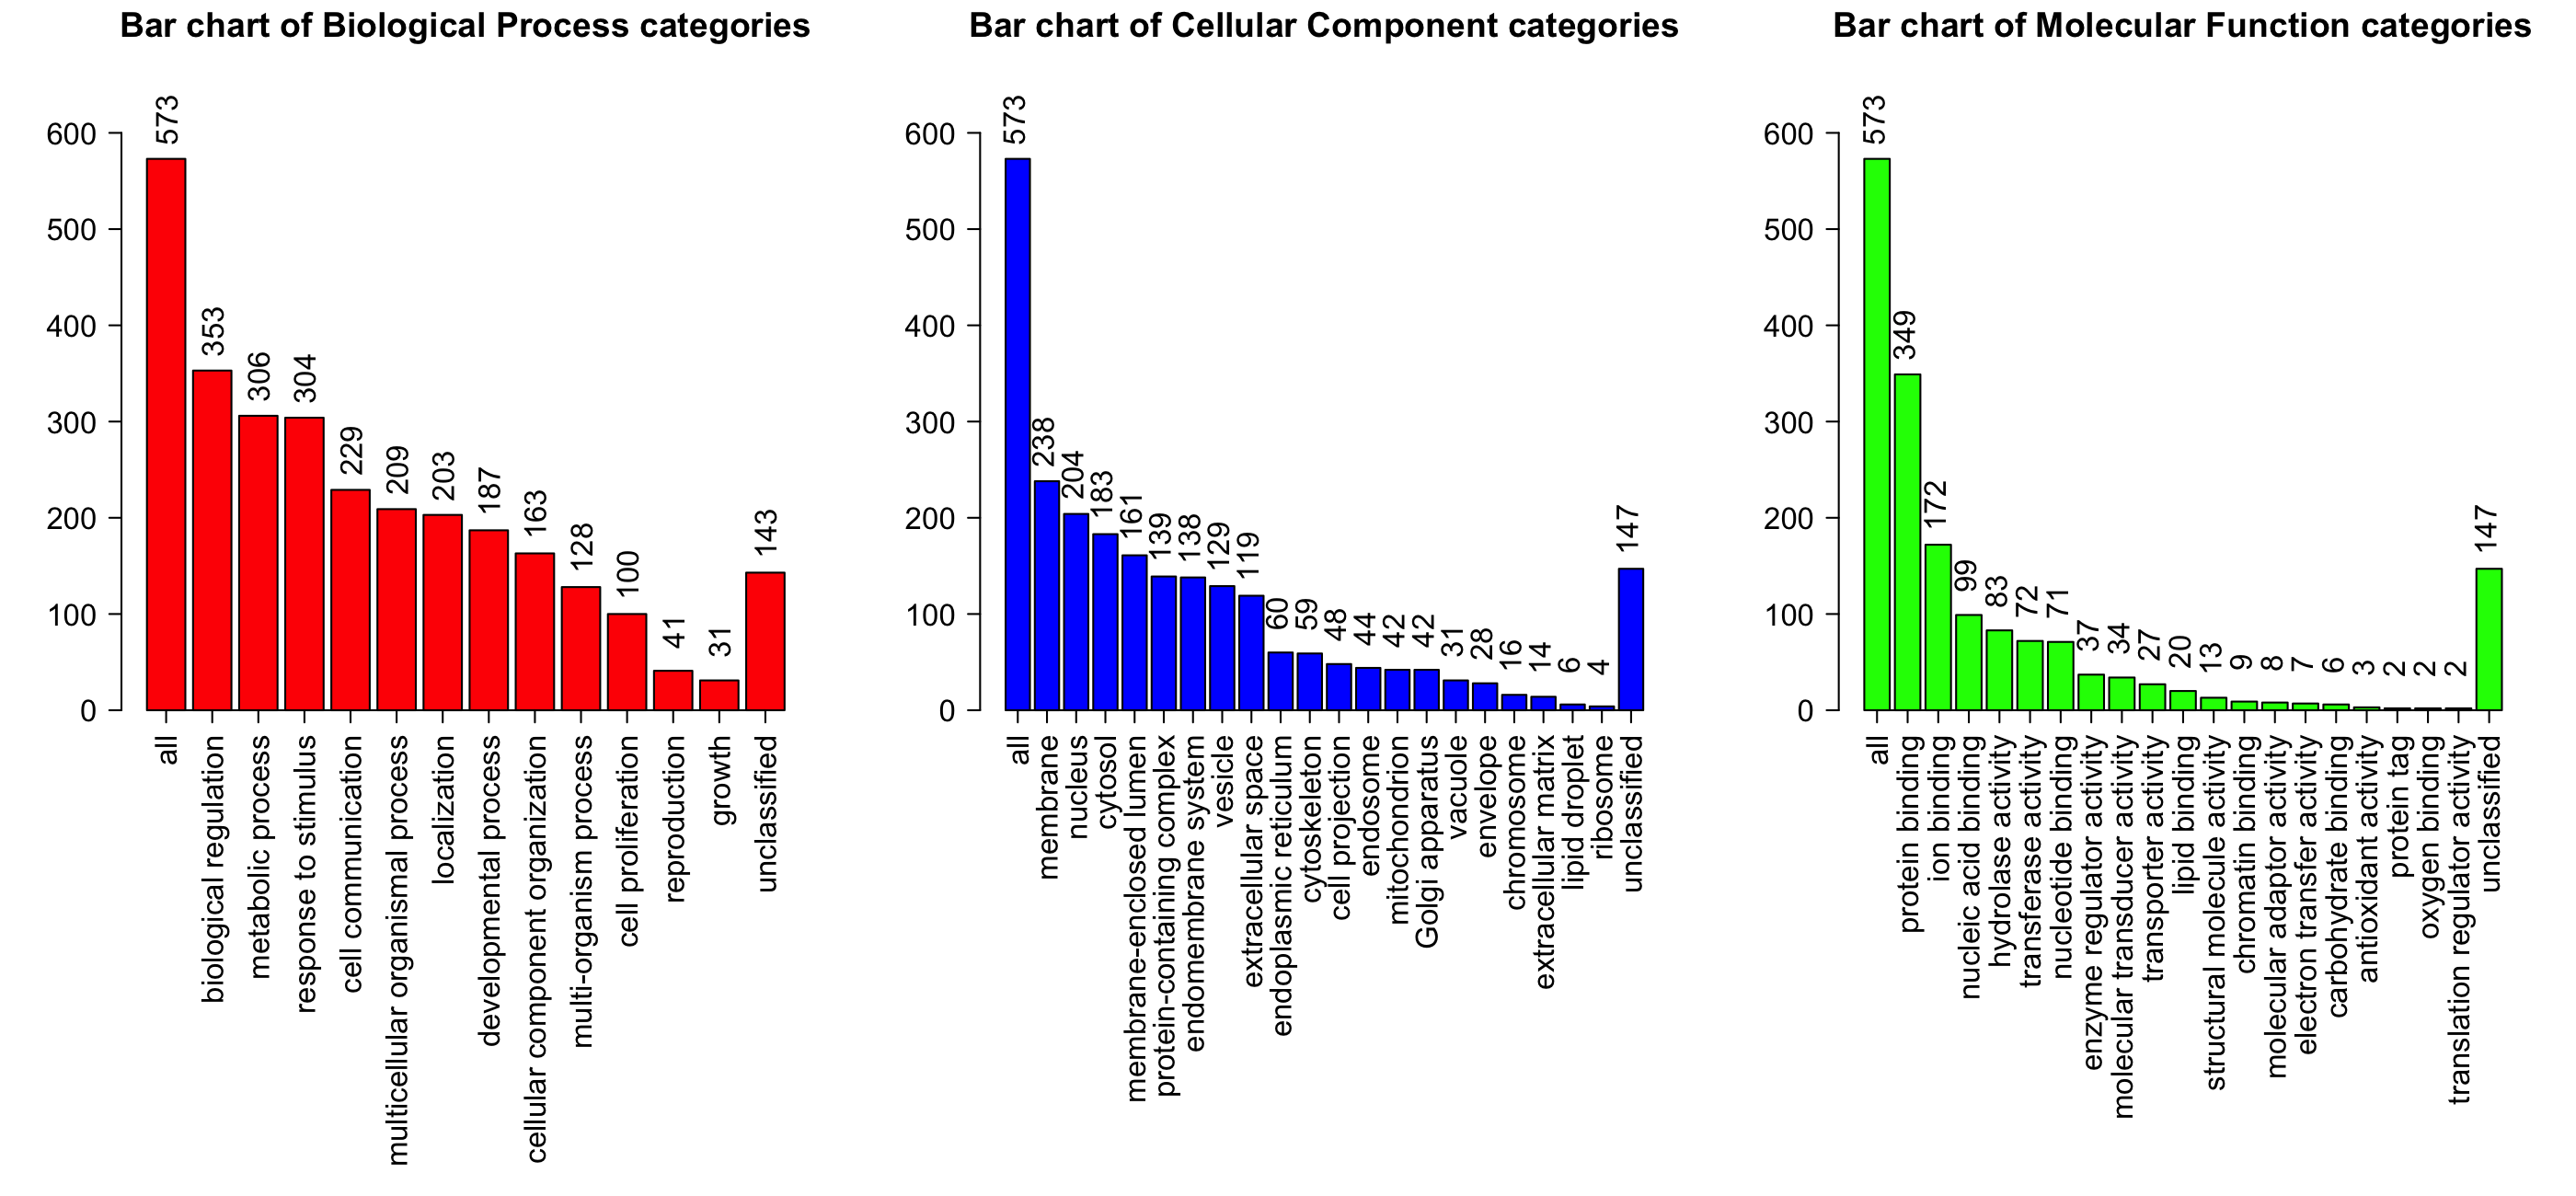 Bar chart of Biological Process categories
600
500
400
300
200
100
0
573
353
306
304
229
209
203
187
163
128
100
41
31
143
all
biological regulation
metabolic process
response to stimulus
cell communication
multicellular organismal process
localization
developmental process
cellular component organization
multi-organism process
cell proliferation
reproduction
growth
unclassified
Bar chart of Cellular Component categories
600
500
400
300
200
100
0
573
238
204
183
161
139
138
129
119
60
59
48
44
42
42
31
28
16
14
6
4
147
all
membrane
nucleus
cytosol
membrane-enclosed lumen
protein-containing complex
endomembrane system
vesicle
extracellular space
endoplasmic reticulum
cytoskeleton
cell projection
endosome
mitochondrion
Golgi apparatus
vacuole
envelope
chromosome
extracellular matrix
lipid droplet
ribosome
unclassified
Bar chart of Molecular Function categories
600
500
400
300
200
100
0
573
349
172
99
83
72
71
37
34
27
20
13
9
8
7
6
3
2
2
2
147
all
protein binding
ion binding
nucleic acid binding
hydrolase activity
transferase activity
nucleotide binding
enzyme regulator activity
molecular transducer activity
transporter activity
lipid binding
structural molecule activity
chromatin binding
molecular adaptor activity
electron transfer activity
carbohydrate binding
antioxidant activity
protein tag
oxygen binding
translation regulator activity
unclassified